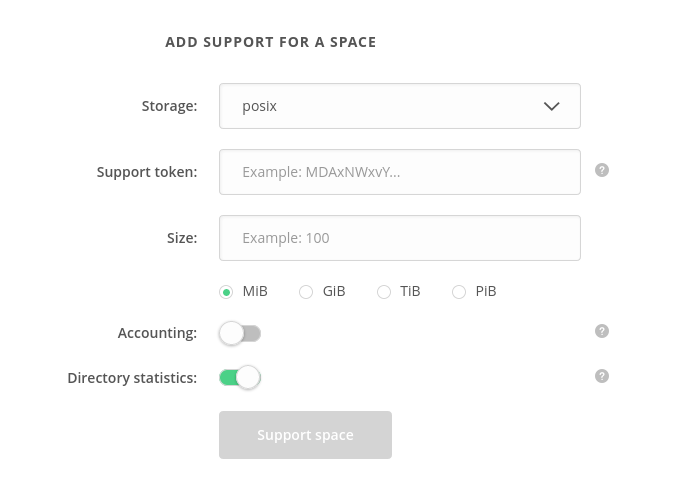 ADD SUPPORT FOR A SPACE
Storage: posix
Support token: Example: MDAxNWxvY... ?
Size: Example: 100
MiB GiB TiB PiB
Accounting: ?
Directory statistics: ?
Support space